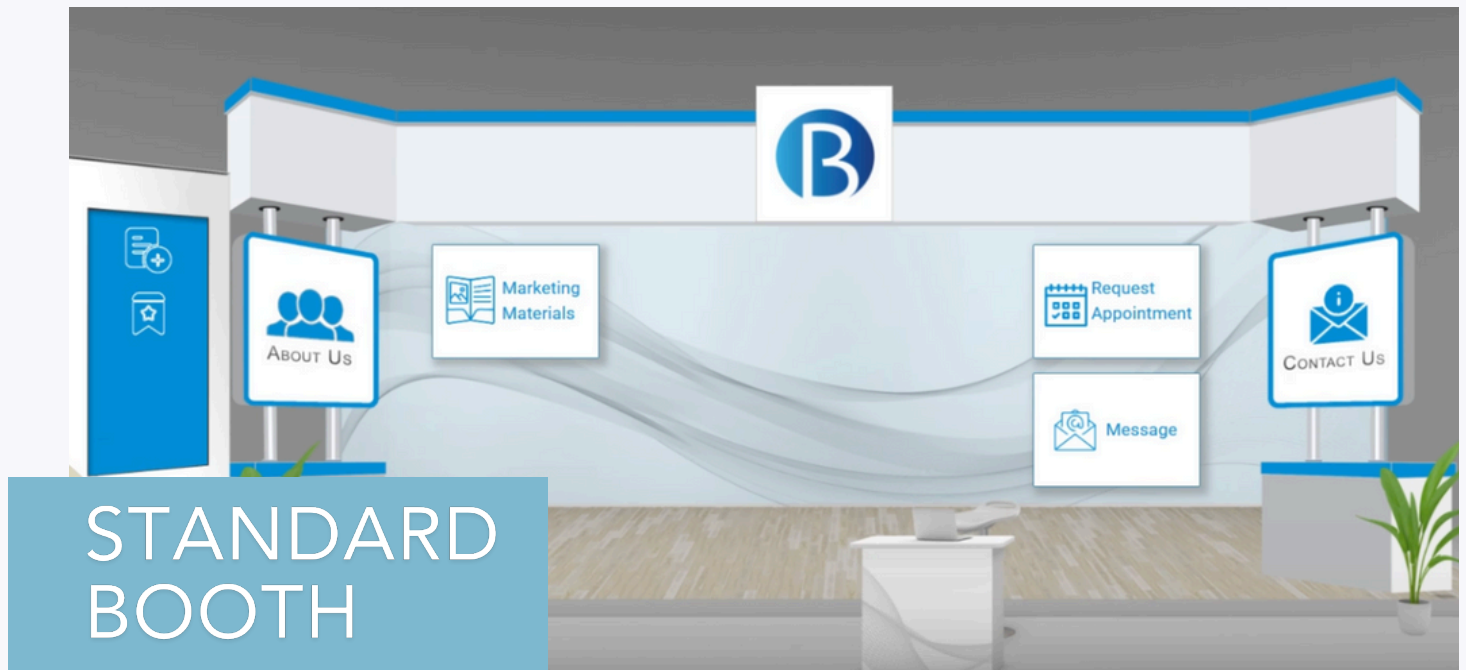 B
About Us
Marketing
Materials
Request
Appointment
Message
Contact Us
STANDARD
BOOTH